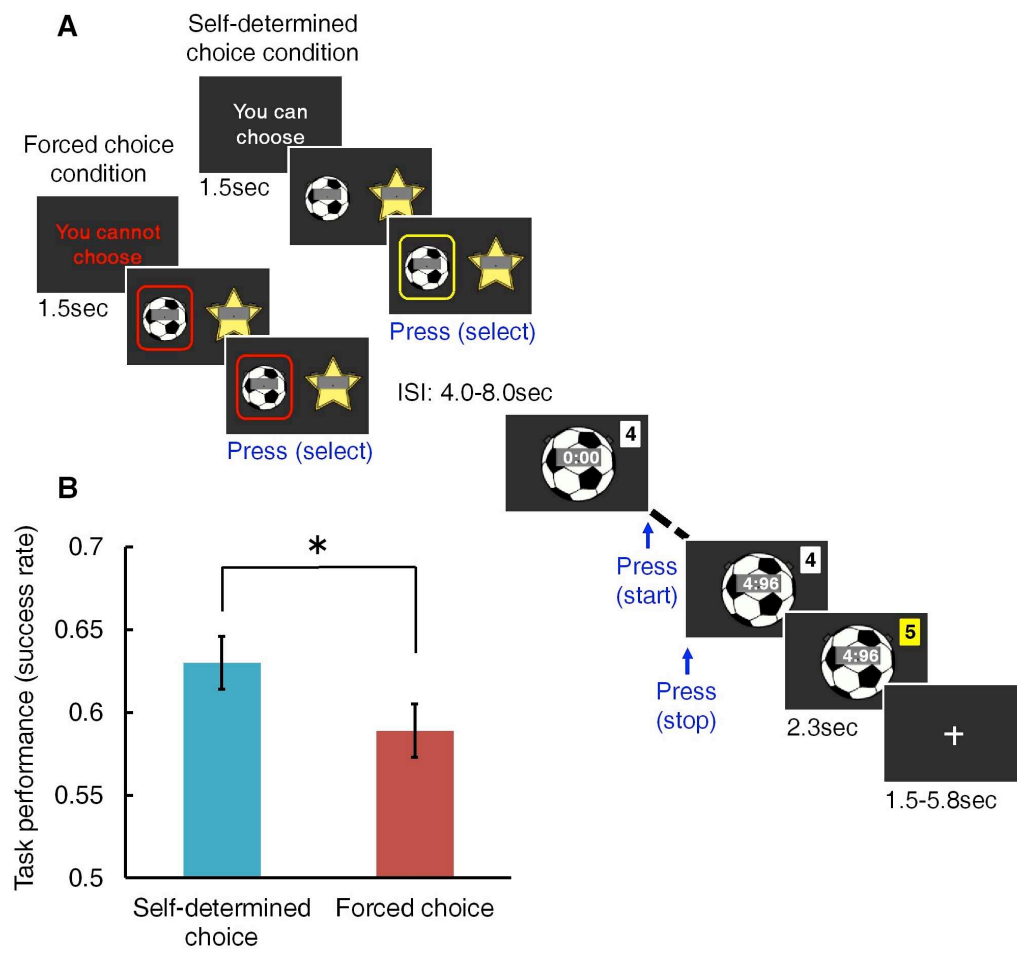 A
Self-determined
choice condition
You can
choose
1.5sec
Press (select)
Forced choice
condition
You cannot
choose
1.5sec
Press (select)
ISI: 4.0-8.0sec
4
0:00
Press
(start)
4
4:96
Press
(stop)
5
4:96
2.3sec
1.5-5.8sec
B
Task performance (success rate)
0.7
0.65
0.6
0.55
0.5
*
Self-determined
choice
Forced choice